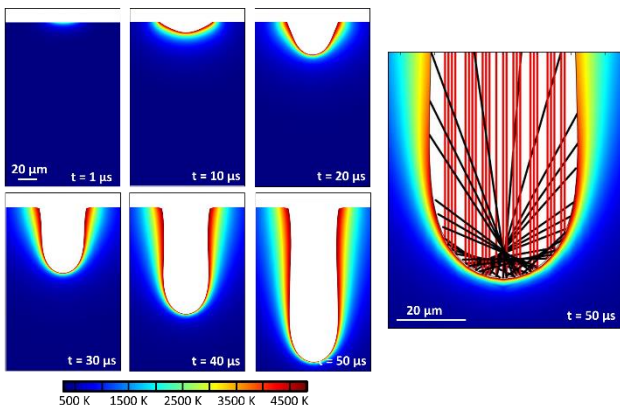 20 µm
t = 1 µs
t = 10 µs
t = 20 µs
t = 30 µs
t = 40 µs
t = 50 µs
20 µm
t = 50 µs
500 K 1500 K 2500 K 3500 K 4500 K